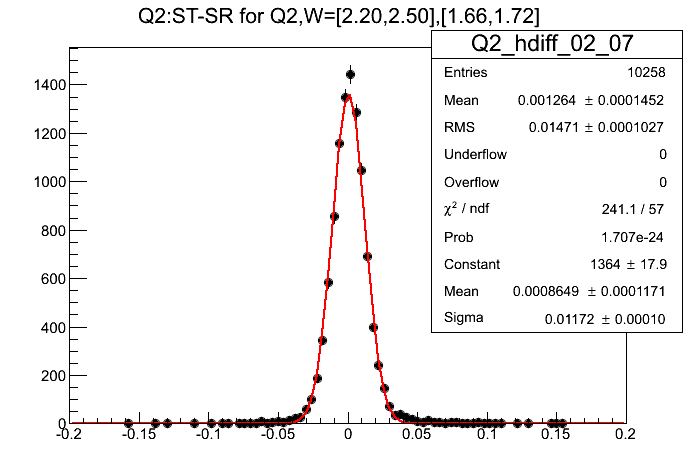 Q2:ST-SR for Q2,W=[2.20,2.50],[1.66,1.72]
Q2_hdiff_02_07
Entries 10258
Mean 0.001264 ± 0.0001452
RMS 0.01471 ± 0.0001027
Underflow 0
Overflow 0
χ² / ndf 241.1 / 57
Prob 1.707e-24
Constant 1364 ± 17.9
Mean 0.0008649 ± 0.0001171
Sigma 0.01172 ± 0.00010
1400
1200
1000
800
600
400
200
0
-0.2 -0.15 -0.1 -0.05 0 0.05 0.1 0.15 0.2